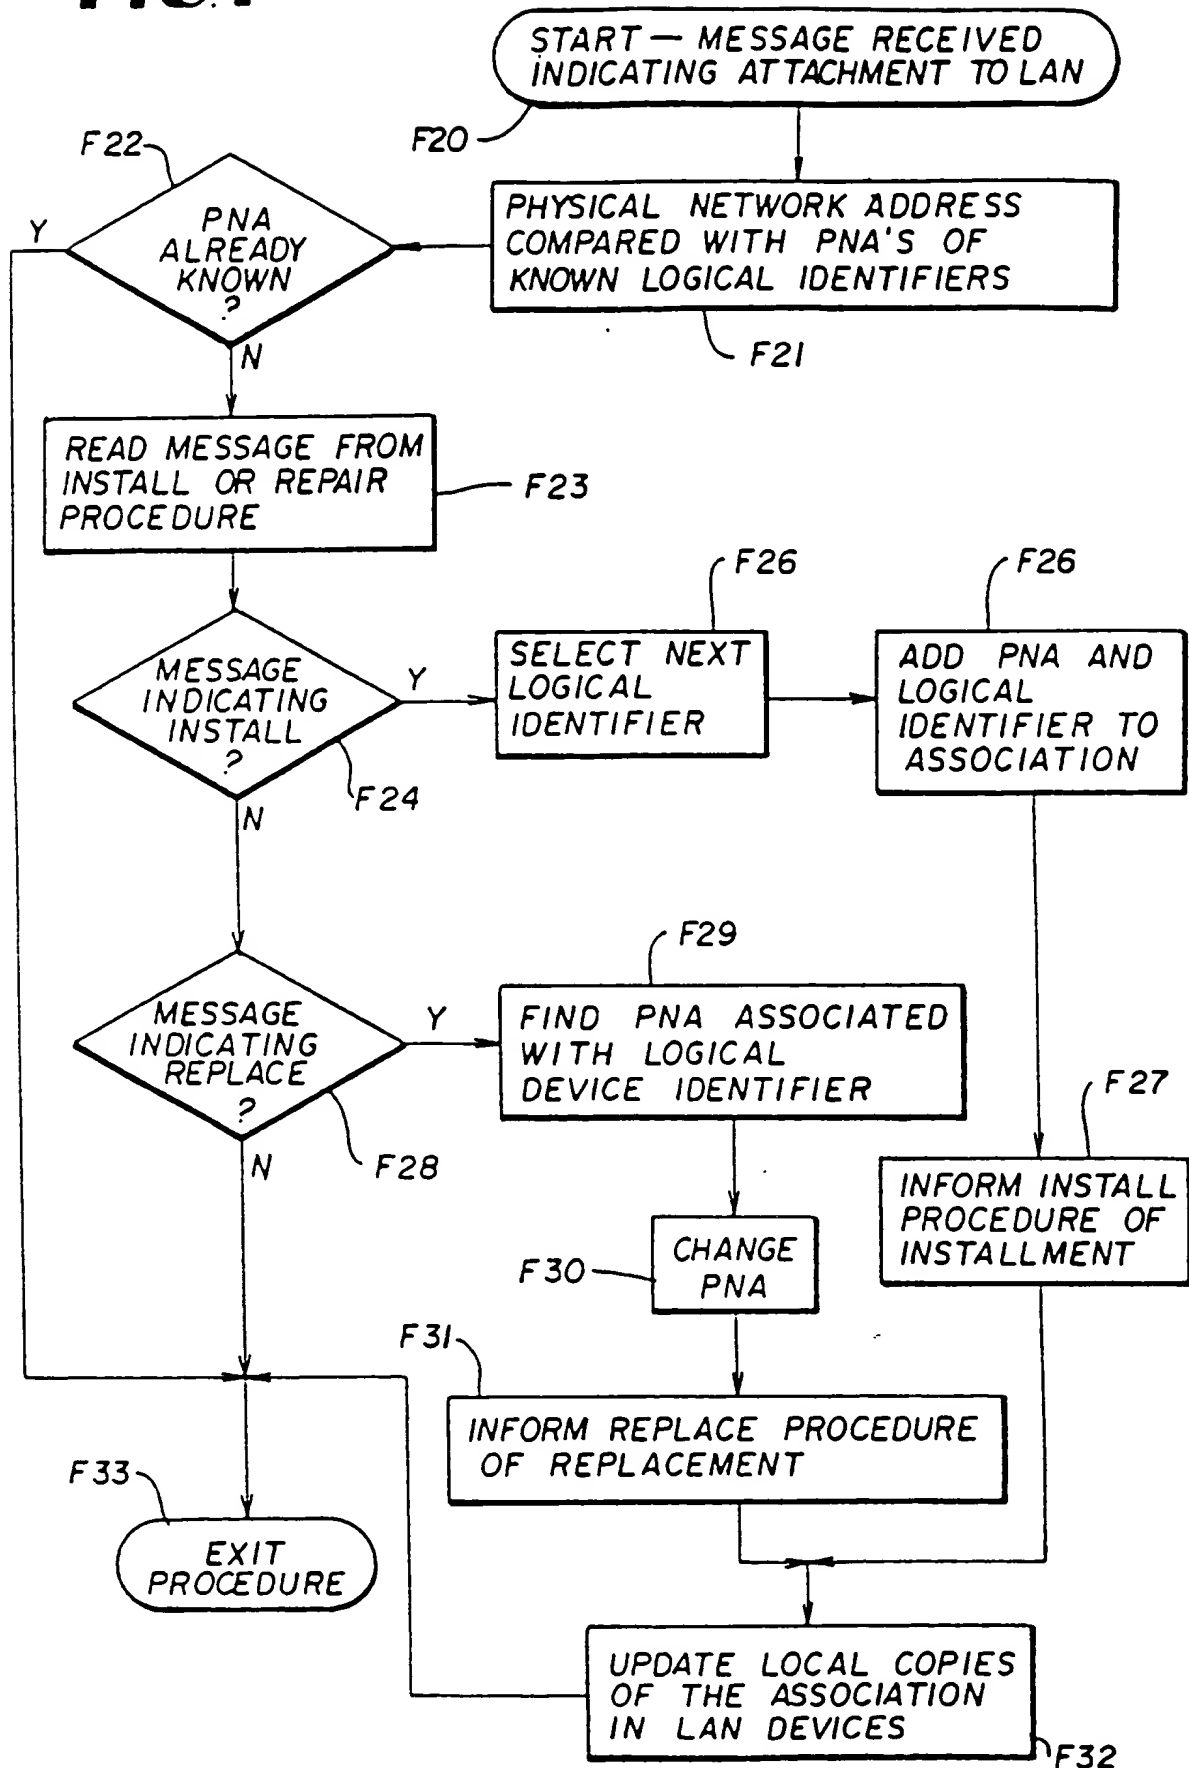 START — MESSAGE RECEIVED
INDICATING ATTACHMENT TO LAN
F20
F22
PHYSICAL NETWORK ADDRESS
COMPARED WITH PNA'S OF
KNOWN LOGICAL IDENTIFIERS
F21
Y
PNA
ALREADY
KNOWN
?
N
READ MESSAGE FROM
INSTALL OR REPAIR
PROCEDURE
F23
MESSAGE
INDICATING
INSTALL
?
Y
F24
N
F26
SELECT NEXT
LOGICAL
IDENTIFIER
F26
ADD PNA AND
LOGICAL
IDENTIFIER TO
ASSOCIATION
MESSAGE
INDICATING
REPLACE
?
Y
F28
N
F29
FIND PNA ASSOCIATED
WITH LOGICAL
DEVICE IDENTIFIER
F27
INFORM INSTALL
PROCEDURE OF
INSTALLMENT
F30
CHANGE
PNA
F31
INFORM REPLACE PROCEDURE
OF REPLACEMENT
F33
EXIT
PROCEDURE
UPDATE LOCAL COPIES
OF THE ASSOCIATION
IN LAN DEVICES
F32